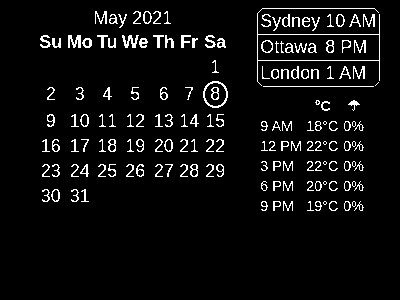 May 2021
Su Mo Tu We Th Fr Sa
1
2 3 4 5 6 7 8
9 10 11 12 13 14 15
16 17 18 19 20 21 22
23 24 25 26 27 28 29
30 31
Sydney 10 AM
Ottawa 8 PM
London 1 AM
°C ☂
9 AM 18°C 0%
12 PM 22°C 0%
3 PM 22°C 0%
6 PM 20°C 0%
9 PM 19°C 0%